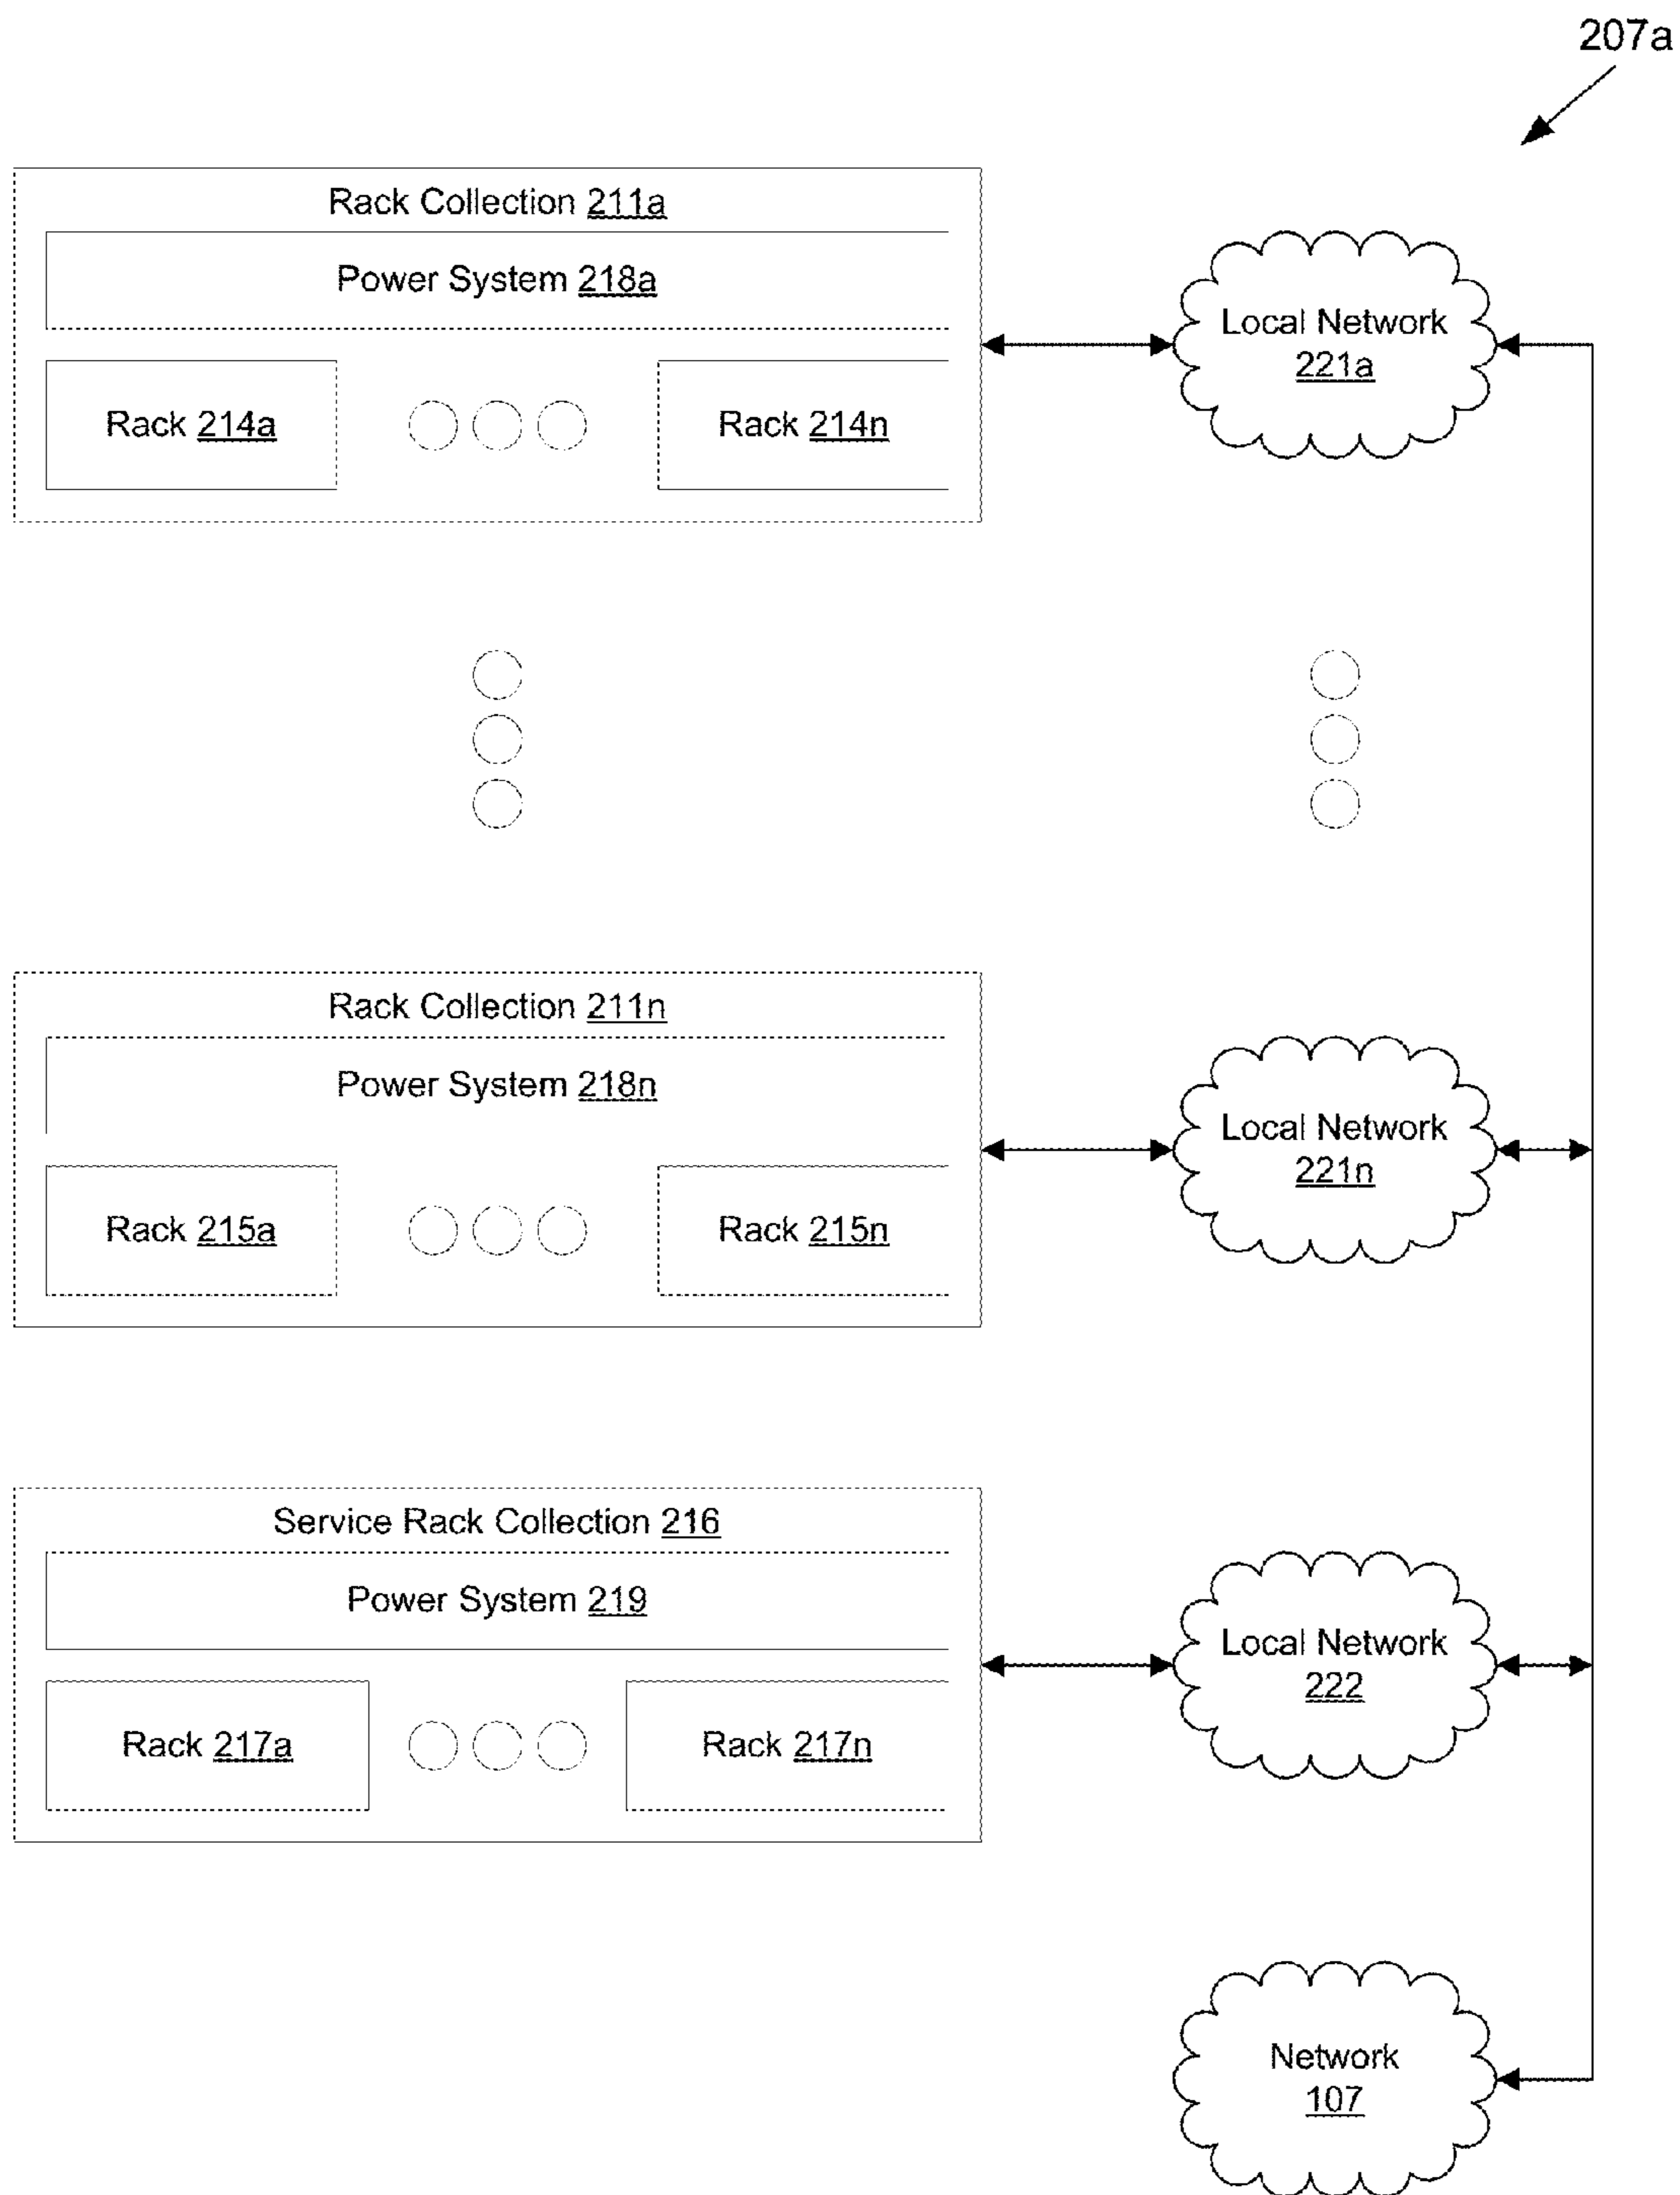 207a
Rack Collection 211a
Power System 218a
Rack 214a
Rack 214n
Local Network
221a
Rack Collection 211n
Power System 218n
Rack 215a
Rack 215n
Local Network
221n
Service Rack Collection 216
Power System 219
Rack 217a
Rack 217n
Local Network
222
Network
107